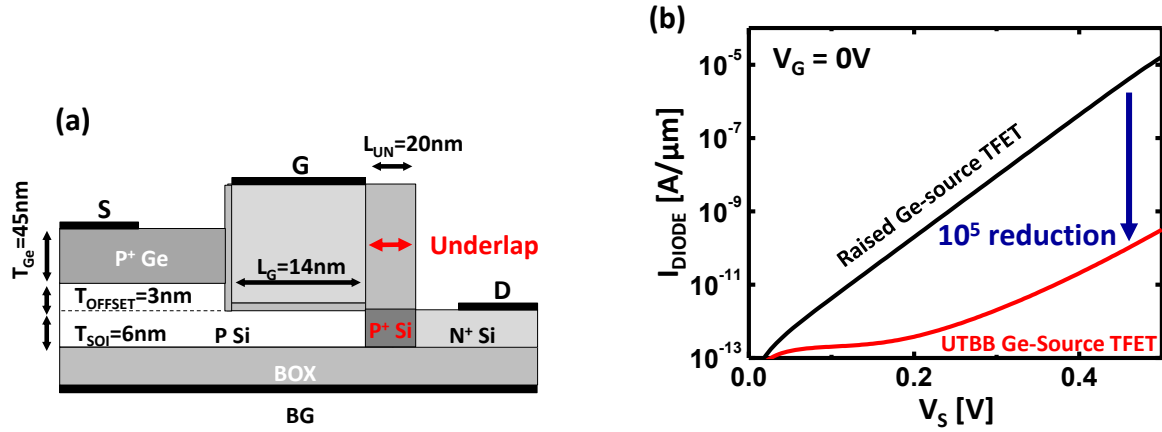 (a)
L_UN=20nm
G
S
Underlap
T_Ge=45nm
P⁺ Ge
L_G=14nm
D
T_OFFSET=3nm
T_SOI=6nm
P Si
P⁺ Si
N⁺ Si
BOX
BG
(b)
V_G = 0V
10⁻⁵
10⁻⁷
10⁻⁹
10⁻¹¹
10⁻¹³
I_DIODE [A/μm]
Raised Ge-source TFET
10⁵ reduction
UTBB Ge-Source TFET
0.0
0.2
0.4
V_S [V]